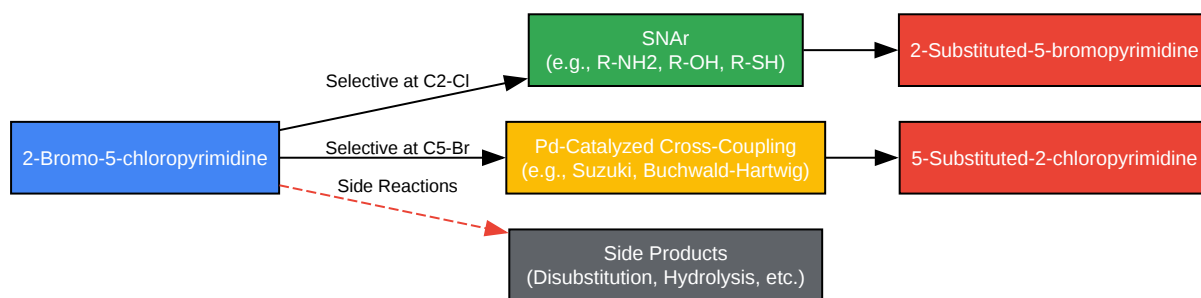 SNAr
(e.g., R-NH2, R-OH, R-SH)
2-Substituted-5-bromopyrimidine
Selective at C2-Cl
2-Bromo-5-chloropyrimidine
Selective at C5-Br
Pd-Catalyzed Cross-Coupling
(e.g., Suzuki, Buchwald-Hartwig)
5-Substituted-2-chloropyrimidine
Side Reactions
Side Products
(Disubstitution, Hydrolysis, etc.)